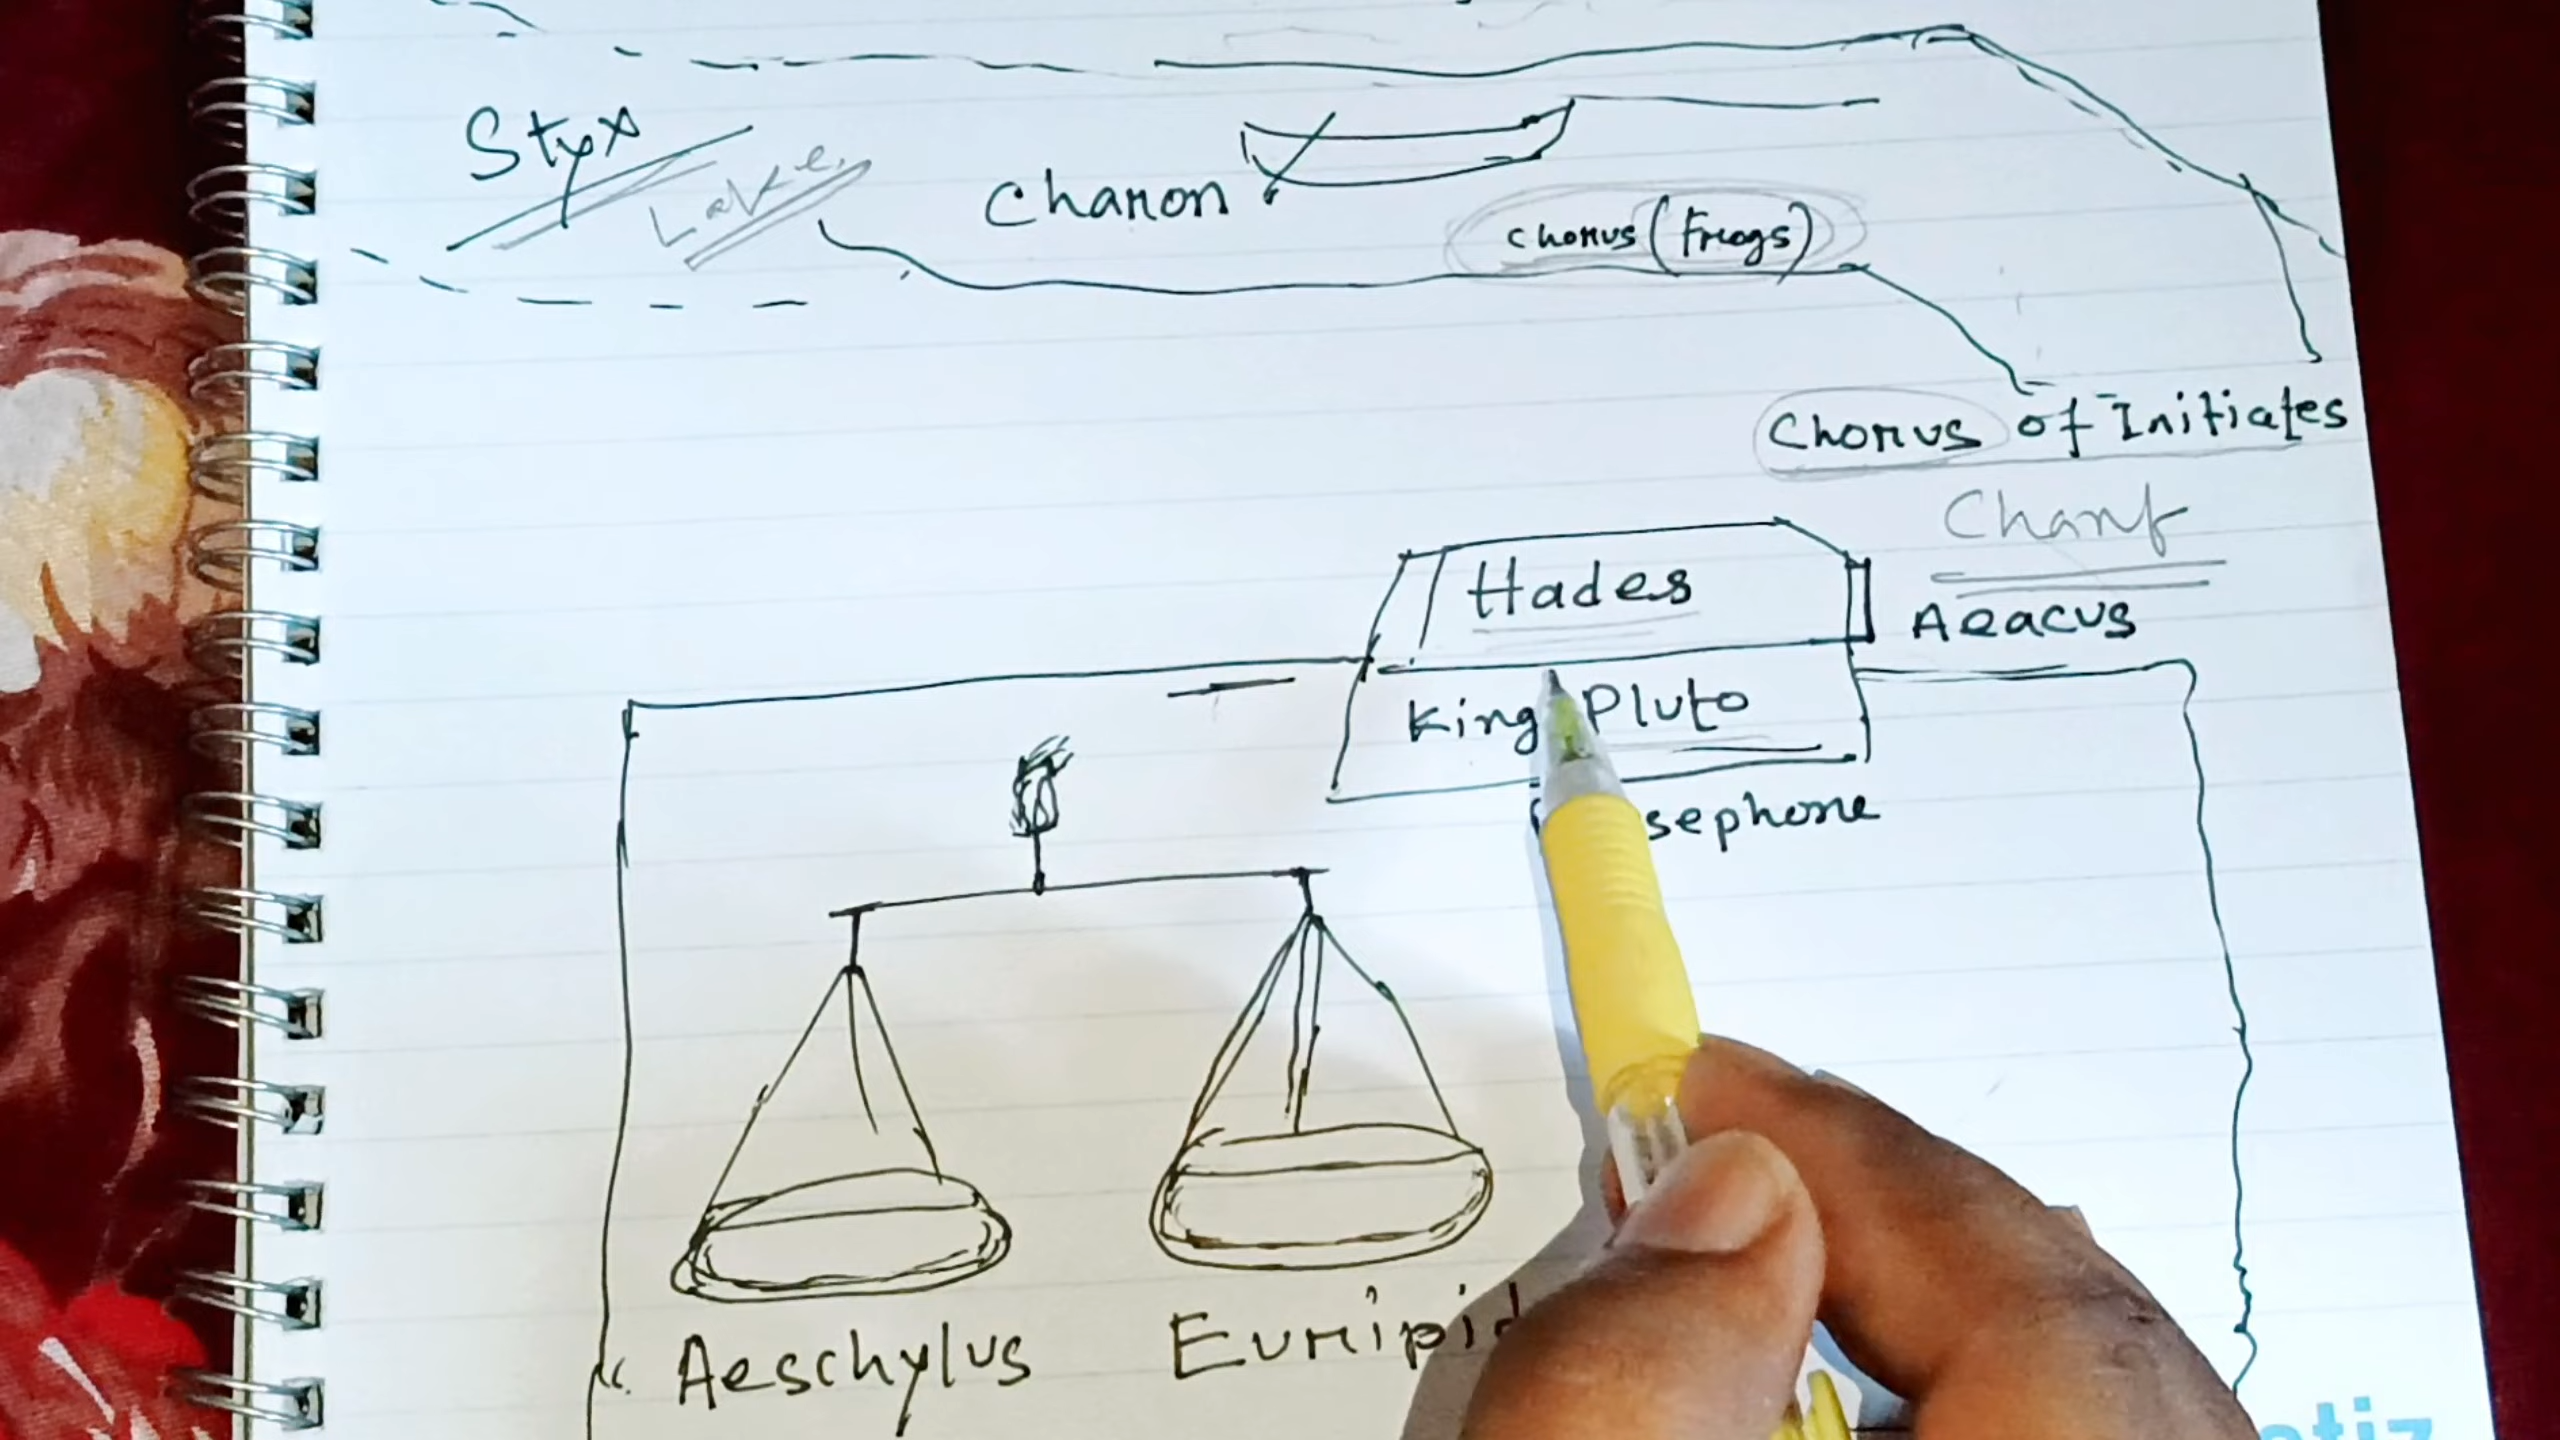 Styx
Lake
Charon
Chorus (Frogs)
Chorus of Initiates
Chant
Hades
Aeacus
King Pluto
sephone
Aeschylus
Euripid